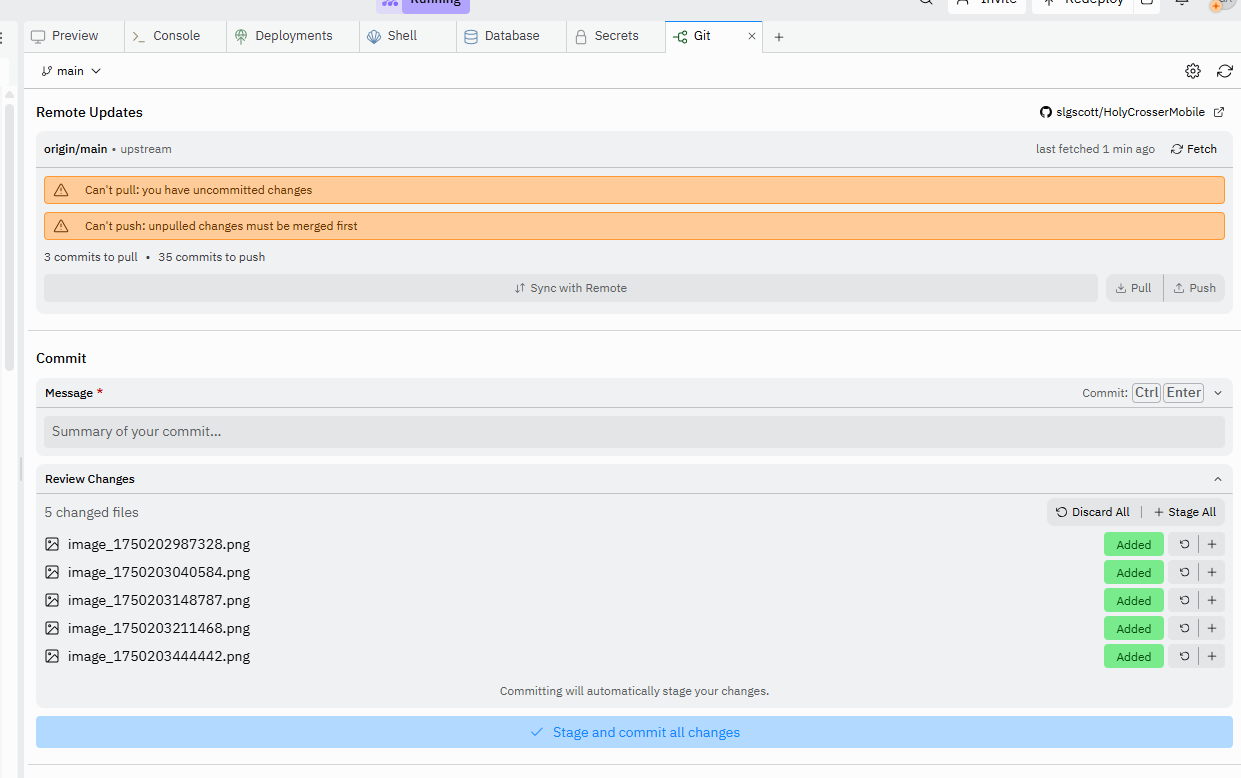 Running
Invite
Redeploy
Preview
Console
Deployments
Shell
Database
Secrets
Git
main
Remote Updates
slgscott/HolyCrosserMobile
origin/main • upstream
last fetched 1 min ago
Fetch
Can't pull: you have uncommitted changes
Can't push: unpulled changes must be merged first
3 commits to pull • 35 commits to push
Sync with Remote
Pull
Push
Commit
Message *
Commit: Ctrl Enter
Summary of your commit...
Review Changes
5 changed files
Discard All
Stage All
image_1750202987328.png
Added
image_1750203040584.png
Added
image_1750203148787.png
Added
image_1750203211468.png
Added
image_1750203444442.png
Added
Committing will automatically stage your changes.
Stage and commit all changes